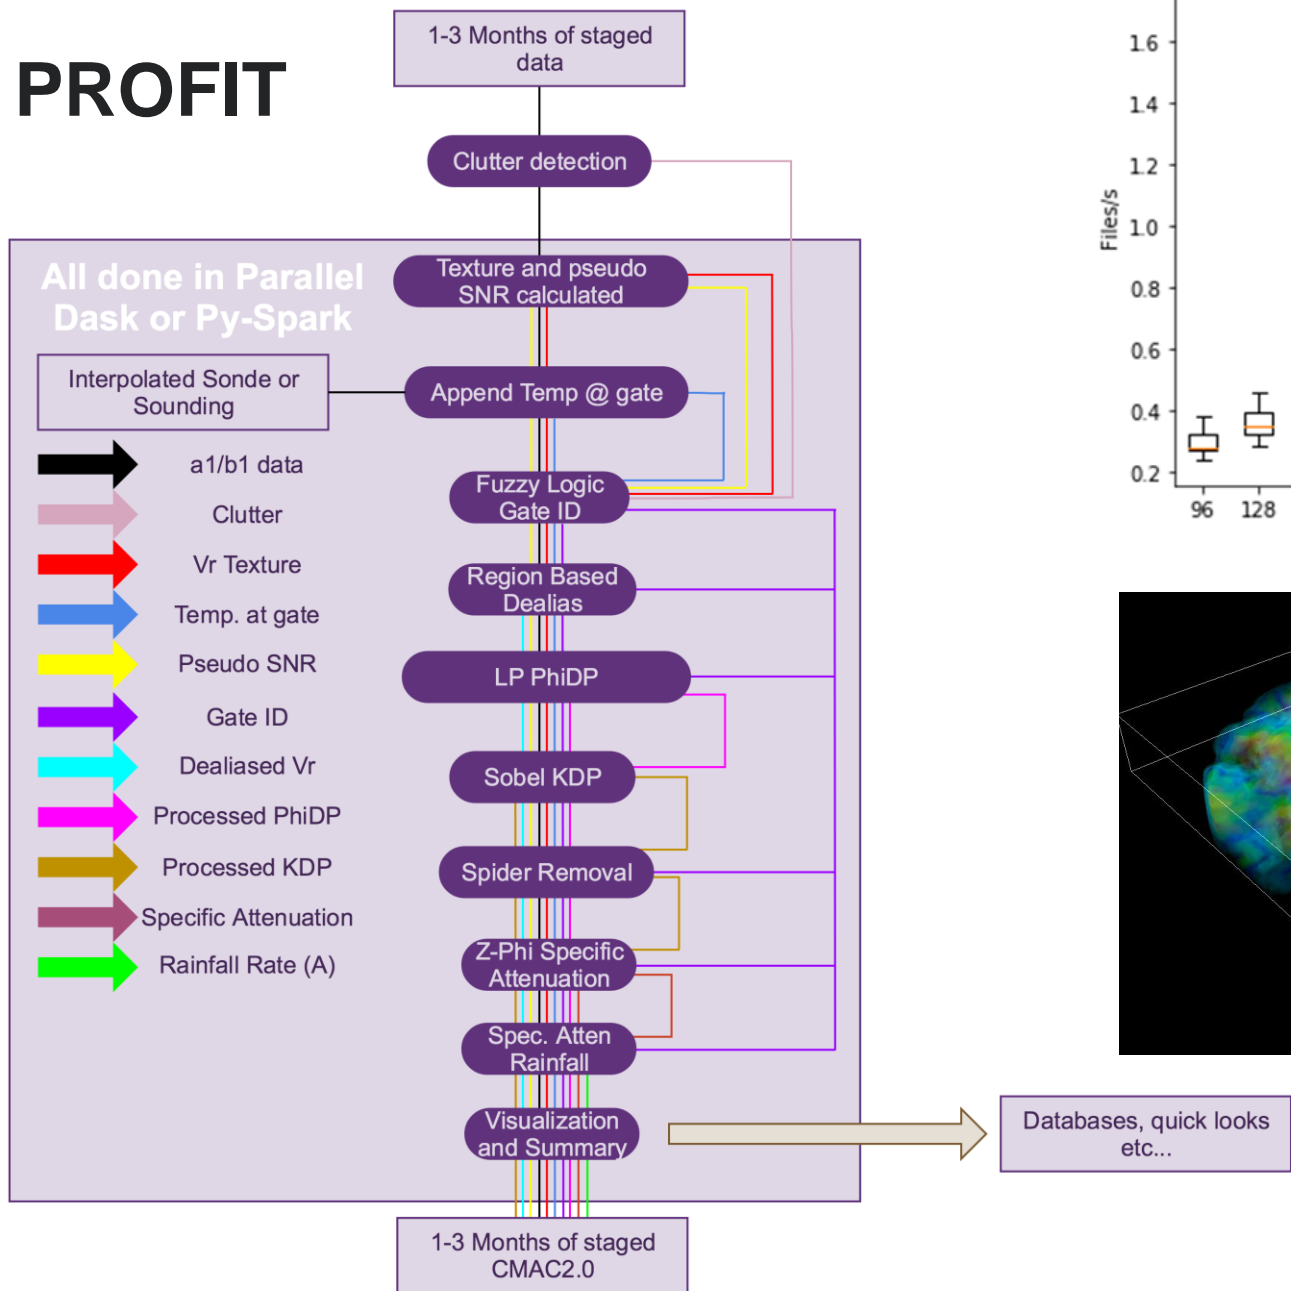 PROFIT
1-3 Months of staged
data
Clutter detection
All done in Parallel
Dask or Py-Spark
Texture and pseudo
SNR calculated
Interpolated Sonde or
Sounding
Append Temp @ gate
a1/b1 data
Clutter
Vr Texture
Temp. at gate
Pseudo SNR
Gate ID
Dealiased Vr
Processed PhiDP
Processed KDP
Specific Attenuation
Rainfall Rate (A)
Fuzzy Logic
Gate ID
Region Based
Dealias
LP PhiDP
Sobel KDP
Spider Removal
Z-Phi Specific
Attenuation
Spec. Atten
Rainfall
Visualization
and Summary
1-3 Months of staged
CMAC2.0
Files/s
1.6
1.4
1.2
1.0
0.8
0.6
0.4
0.2
96 128
Databases, quick looks
etc...